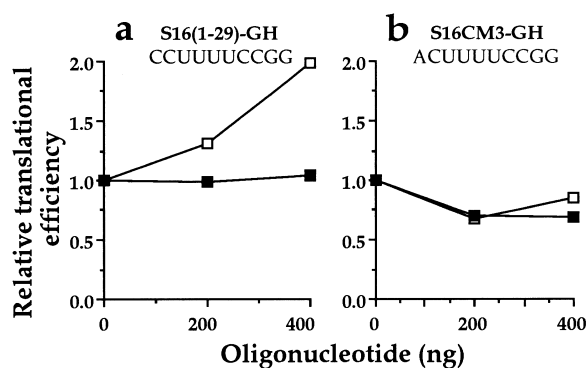 a
S16(1-29)-GH
CCUUUUCCGG
b
S16CM3-GH
ACUUUUCCGG
Relative translational
efficiency
2.0
1.5
1.0
0.5
0.0
0
200
400
2.0
1.5
1.0
0.5
0.0
0
200
400
Oligonucleotide (ng)